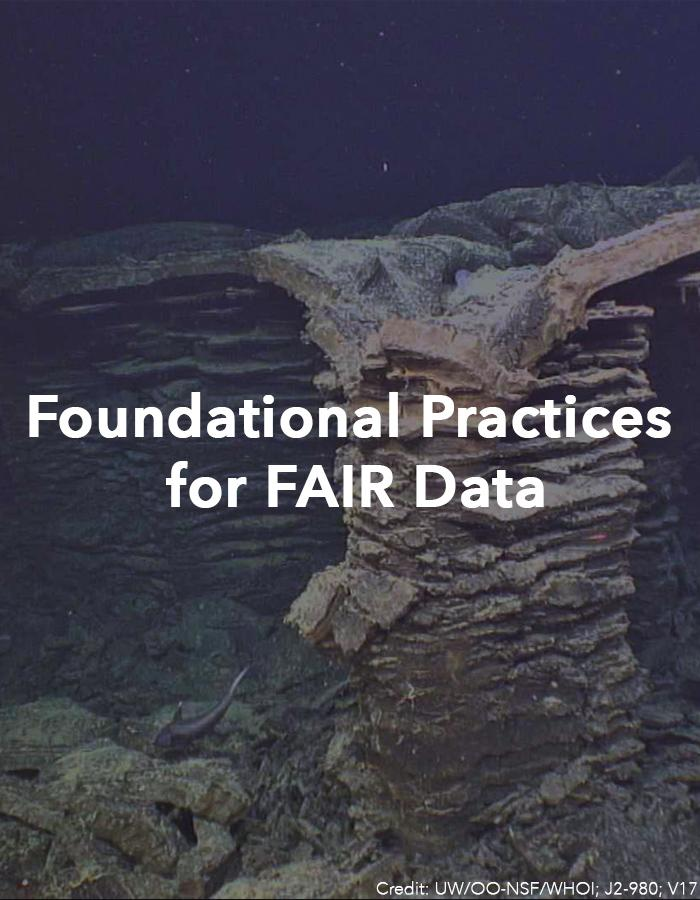 Foundational Practices
for FAIR Data
Credit: UW/OO-NSF/WHOI; J2-980; V17